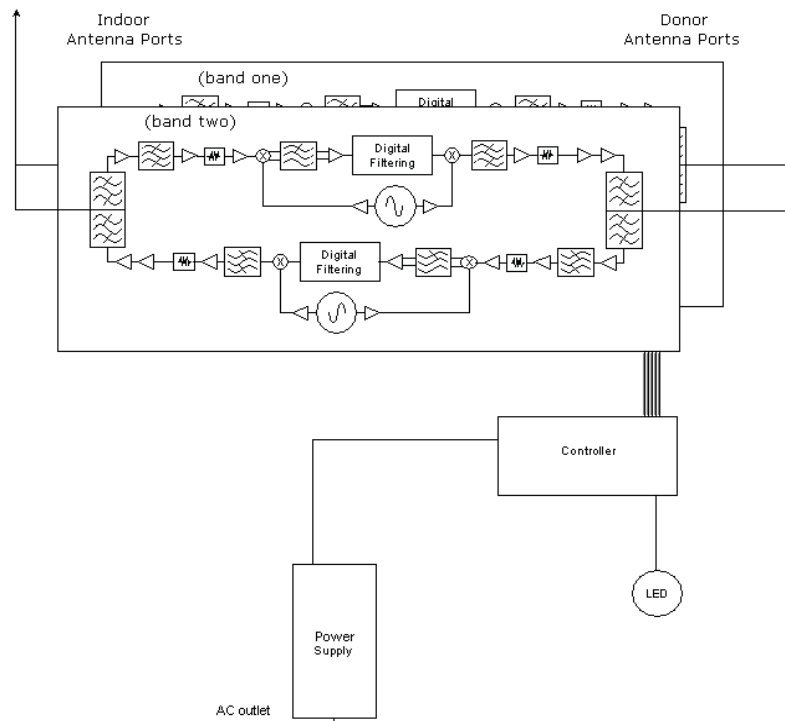 Indoor
Antenna Ports
Donor
Antenna Ports
(band one)
Digital
(band two)
Digital
Filtering
Digital
Filtering
Controller
LED
Power
Supply
AC outlet